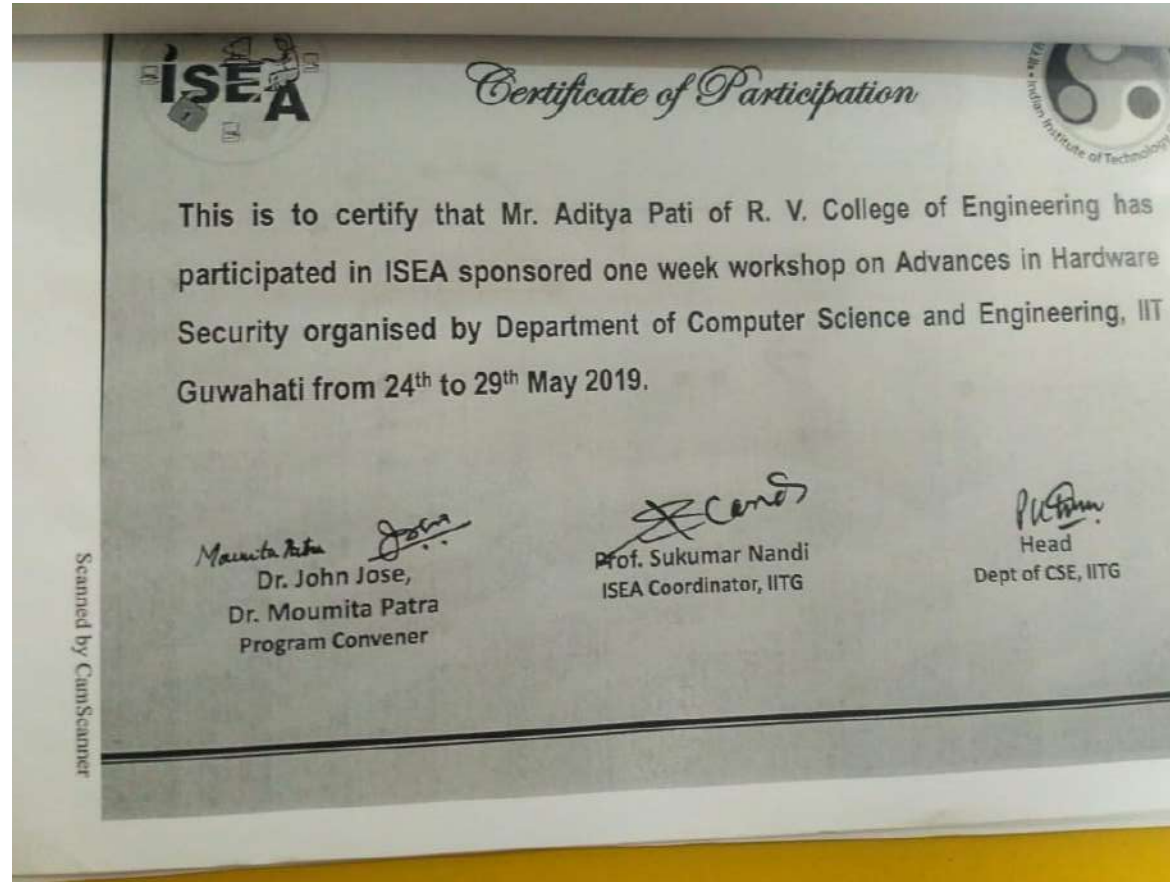 ISEA
Certificate of Participation
Indian Institute of Technology
This is to certify that Mr. Aditya Pati of R. V. College of Engineering has
participated in ISEA sponsored one week workshop on Advances in Hardware
Security organised by Department of Computer Science and Engineering, IIT
Guwahati from 24th to 29th May 2019.
Moumita Patra
Jose
Dr. John Jose,
Dr. Moumita Patra
Program Convener
Prof. Sukumar Nandi
ISEA Coordinator, IITG
Head
Dept of CSE, IITG
Scanned by CamScanner